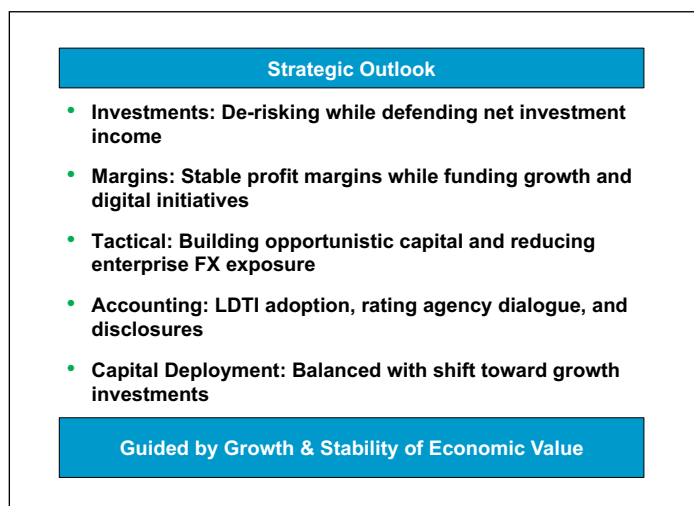 Strategic Outlook
• Investments: De-risking while defending net investment
income
• Margins: Stable profit margins while funding growth and
digital initiatives
• Tactical: Building opportunistic capital and reducing
enterprise FX exposure
• Accounting: LDTI adoption, rating agency dialogue, and
disclosures
• Capital Deployment: Balanced with shift toward growth
investments
Guided by Growth & Stability of Economic Value